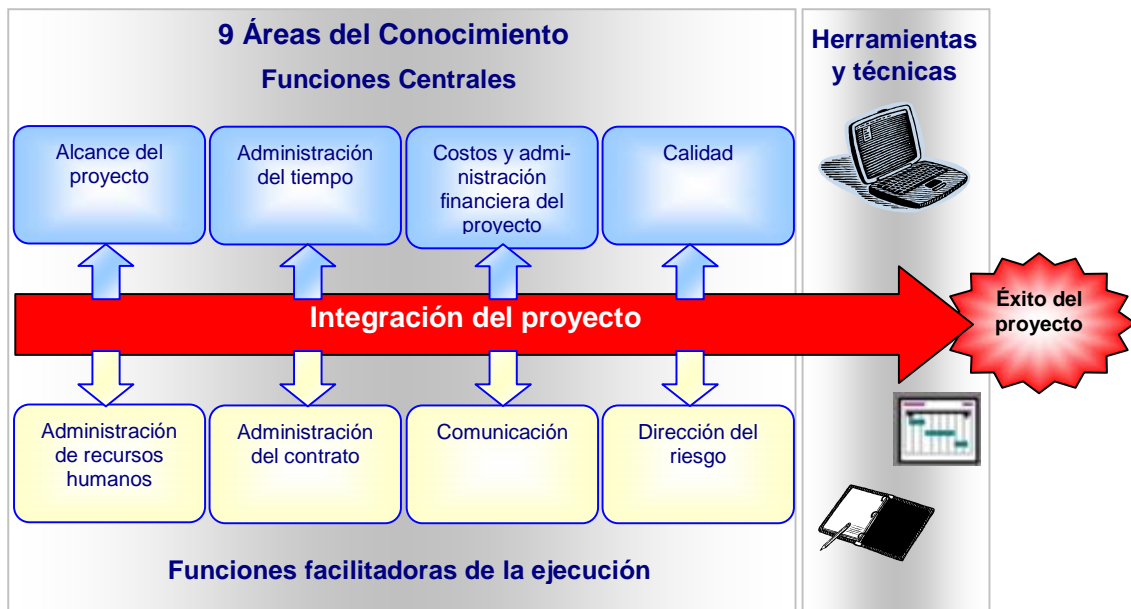 9 Áreas del Conocimiento
Funciones Centrales
Herramientas
y técnicas
Alcance del
proyecto
Administración
del tiempo
Costos y admi-
nistración
financiera del
proyecto
Calidad
Integración del proyecto
Éxito del
proyecto
Administración
de recursos
humanos
Administración
del contrato
Comunicación
Dirección del
riesgo
Funciones facilitadoras de la ejecución